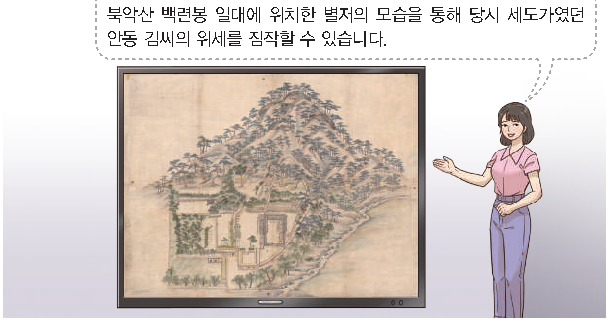 북악산 백련봉 일대에 위치한 별저의 모습을 통해 당시 세도가였던
안동 김씨의 위세를 짐작할 수 있습니다.